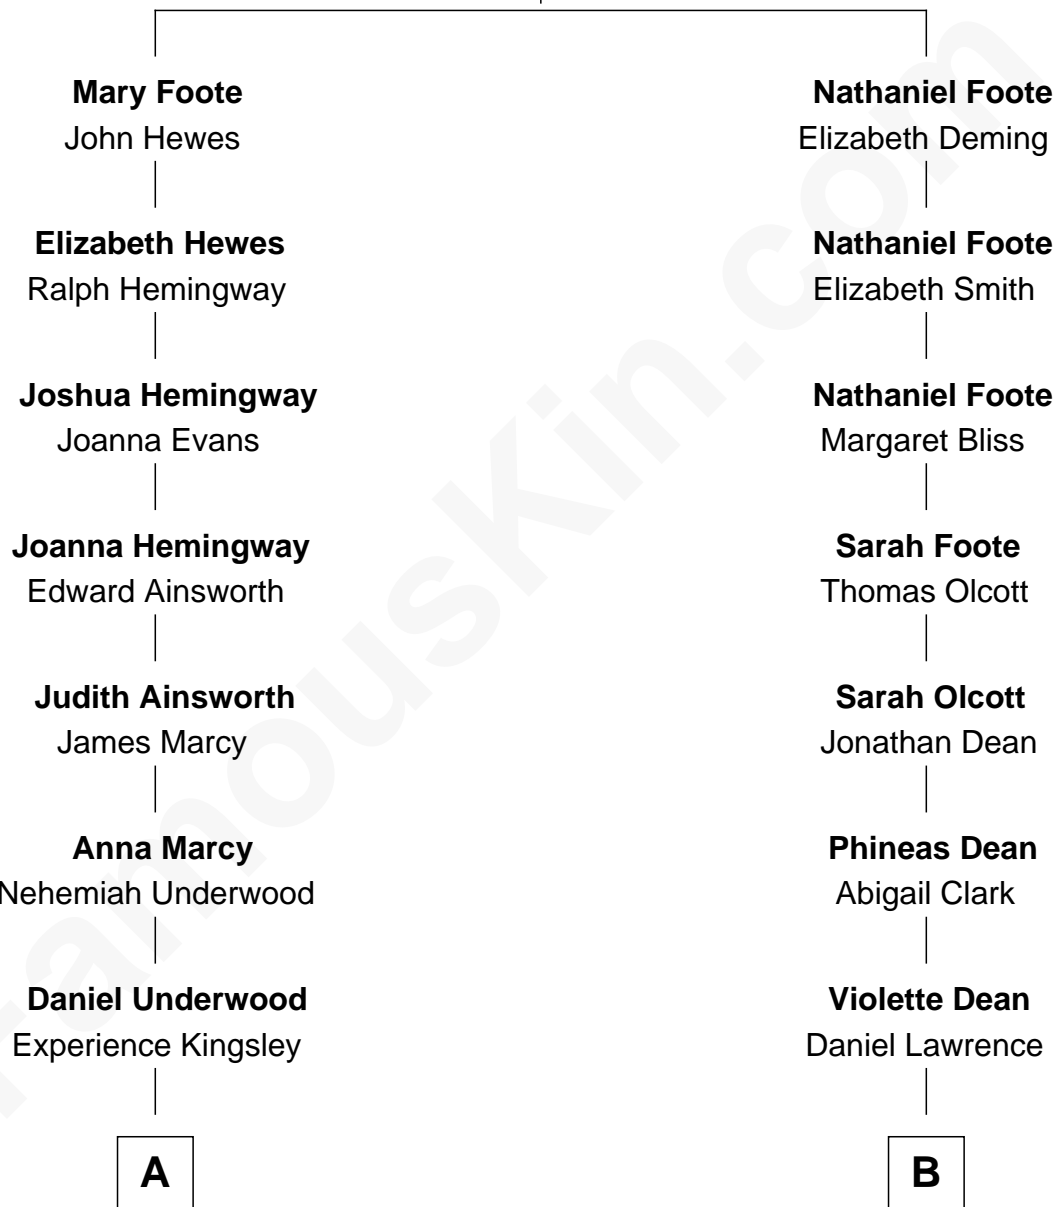 Mary Foote
John Hewes
Nathaniel Foote
Elizabeth Deming
Elizabeth Hewes
Ralph Hemingway
Nathaniel Foote
Elizabeth Smith
Joshua Hemingway
Joanna Evans
Nathaniel Foote
Margaret Bliss
Joanna Hemingway
Edward Ainsworth
Sarah Foote
Thomas Olcott
Judith Ainsworth
James Marcy
Sarah Olcott
Jonathan Dean
Anna Marcy
Nehemiah Underwood
Phineas Dean
Abigail Clark
Daniel Underwood
Experience Kingsley
Violette Dean
Daniel Lawrence
A
B
FamousKin.com